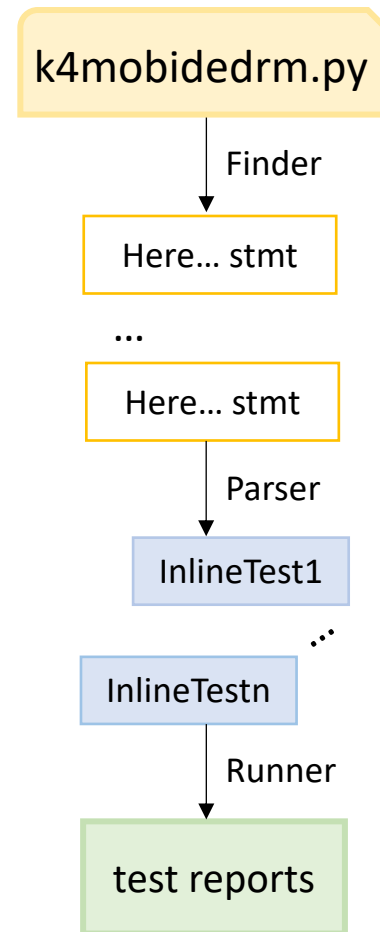 k4mobidedrm.py
Finder
Here... stmt
...
Here... stmt
Parser
InlineTest1
...
InlineTestn
Runner
test reports